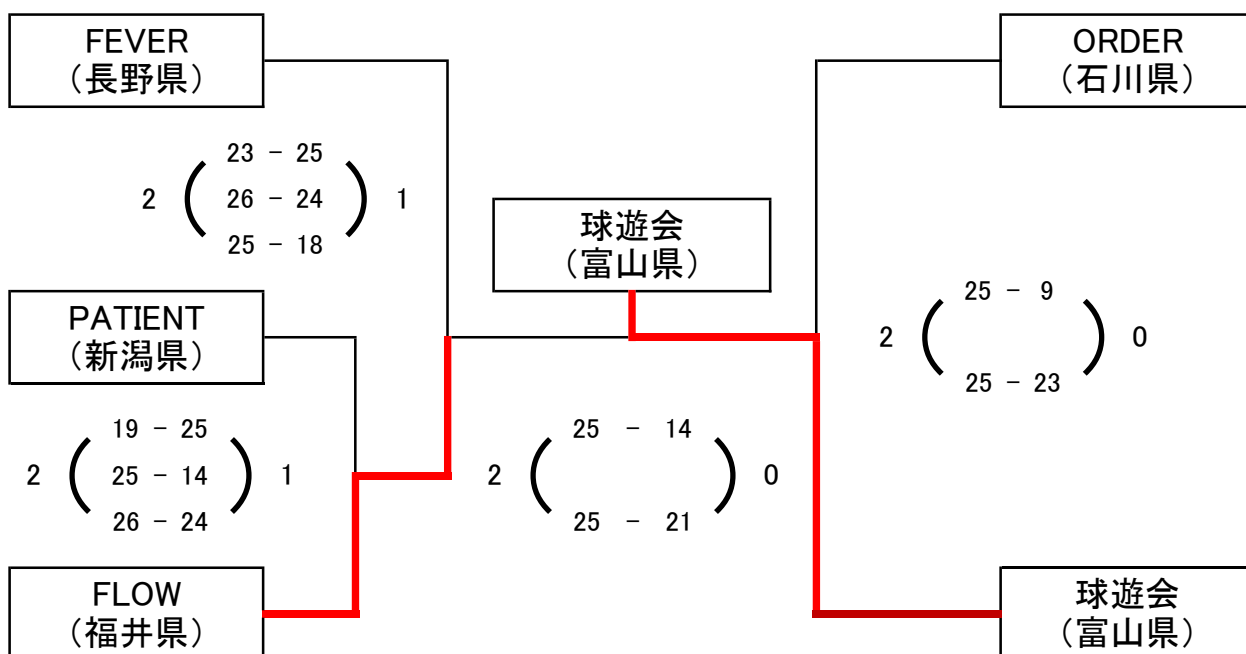 FEVER
（長野県）
ORDER
（石川県）
23 － 25
2 ( 26 － 24 ) 1
25 － 18
球遊会
（富山県）
PATIENT
（新潟県）
25 － 9
2 ( ) 0
25 － 23
19 － 25
2 ( 25 － 14 ) 1
26 － 24
25 － 14
2 ( ) 0
25 － 21
FLOW
（福井県）
球遊会
（富山県）